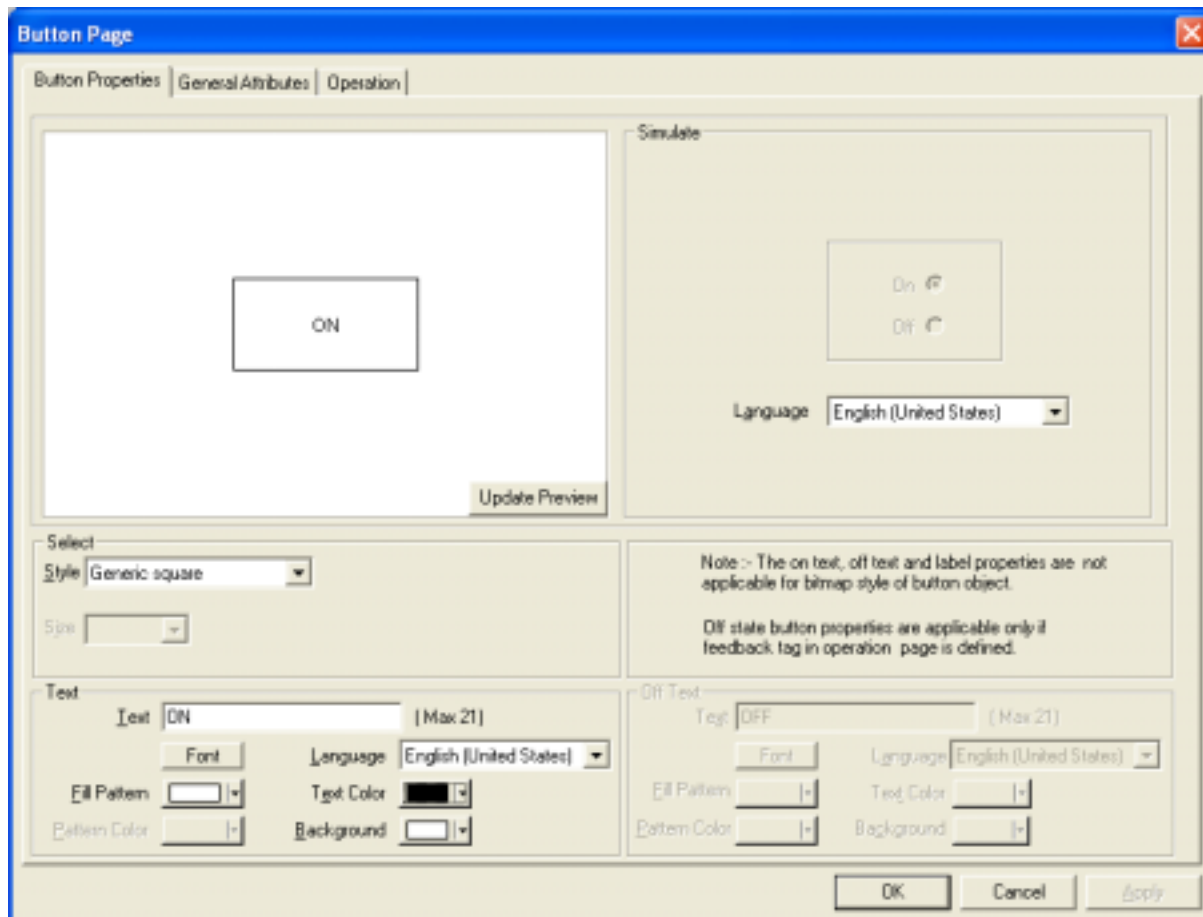 Button Page
Button Properties
General Attributes
Operation
Simulate
ON
On
Off
Language English (United States)
Update Preview
Select
Style Generic square
Size
Note :- The on text, off text and label properties are not
applicable for bitmap style of button object.
Off state button properties are applicable only if
feedback tag in operation page is defined.
Text
Text ON (Max 21)
Font Language English (United States)
Fill Pattern Text Color
Pattern Color Background
Off Text
Text OFF (Max 21)
Font Language English (United States)
Fill Pattern Text Color
Pattern Color Background
OK Cancel Apply